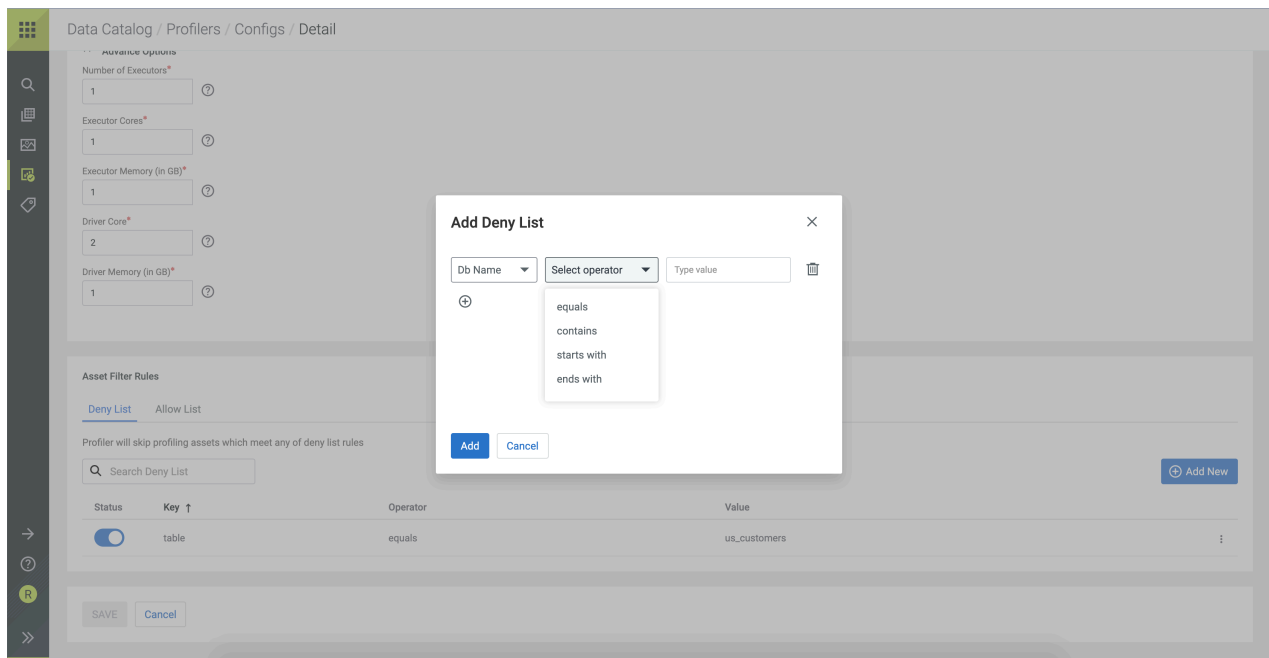 Data Catalog / Profilers / Configs / Detail
Advance Options
Number of Executors*
1
Executor Cores*
1
Executor Memory (in GB)*
1
Driver Core*
2
Driver Memory (in GB)*
1
Add Deny List
Db Name Select operator Type value
equals
contains
starts with
ends with
Add Cancel
Asset Filter Rules
Deny List Allow List
Profiler will skip profiling assets which meet any of deny list rules
Search Deny List
Add New
Status Key ↑ Operator Value
table equals us_customers
R
SAVE Cancel